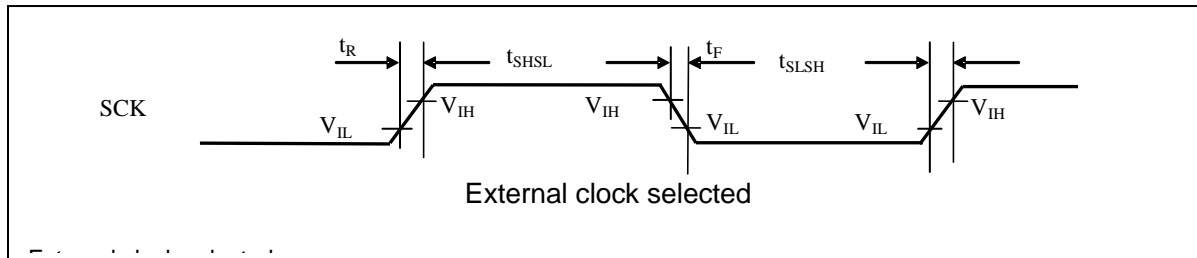 tR tSHSL tF tSLSH
SCK VIL VIH VIH VIL VIL VIH
External clock selected